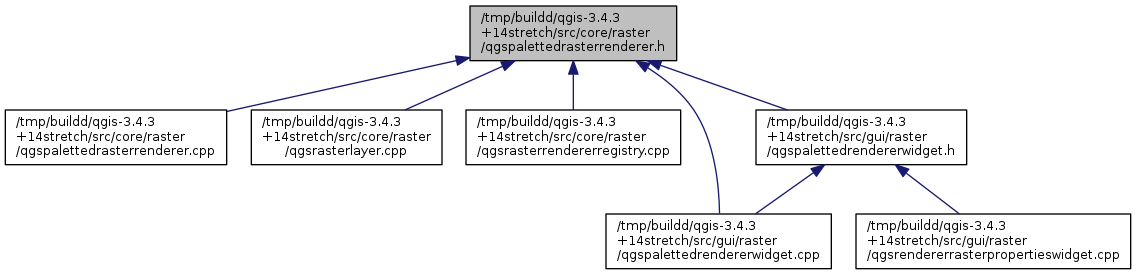 /tmp/buildd/qgis-3.4.3
+14stretch/src/core/raster
/qgspalettedrasterrenderer.h
/tmp/buildd/qgis-3.4.3
+14stretch/src/core/raster
/qgspalettedrasterrenderer.cpp
/tmp/buildd/qgis-3.4.3
+14stretch/src/core/raster
/qgsrasterlayer.cpp
/tmp/buildd/qgis-3.4.3
+14stretch/src/core/raster
/qgsrasterrendererregistry.cpp
/tmp/buildd/qgis-3.4.3
+14stretch/src/gui/raster
/qgspalettedrendererwidget.h
/tmp/buildd/qgis-3.4.3
+14stretch/src/gui/raster
/qgspalettedrendererwidget.cpp
/tmp/buildd/qgis-3.4.3
+14stretch/src/gui/raster
/qgsrendererrasterpropertieswidget.cpp